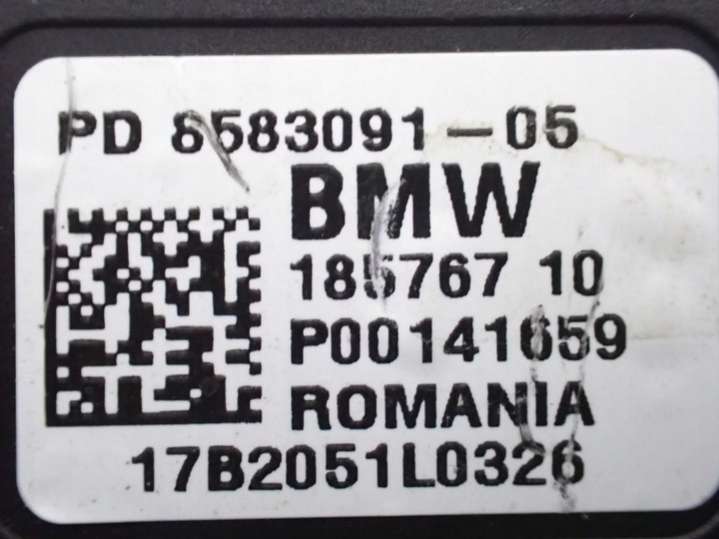 PD 8583091-05
BMW
185767 10
P00141659
ROMANIA
17B2051L0326